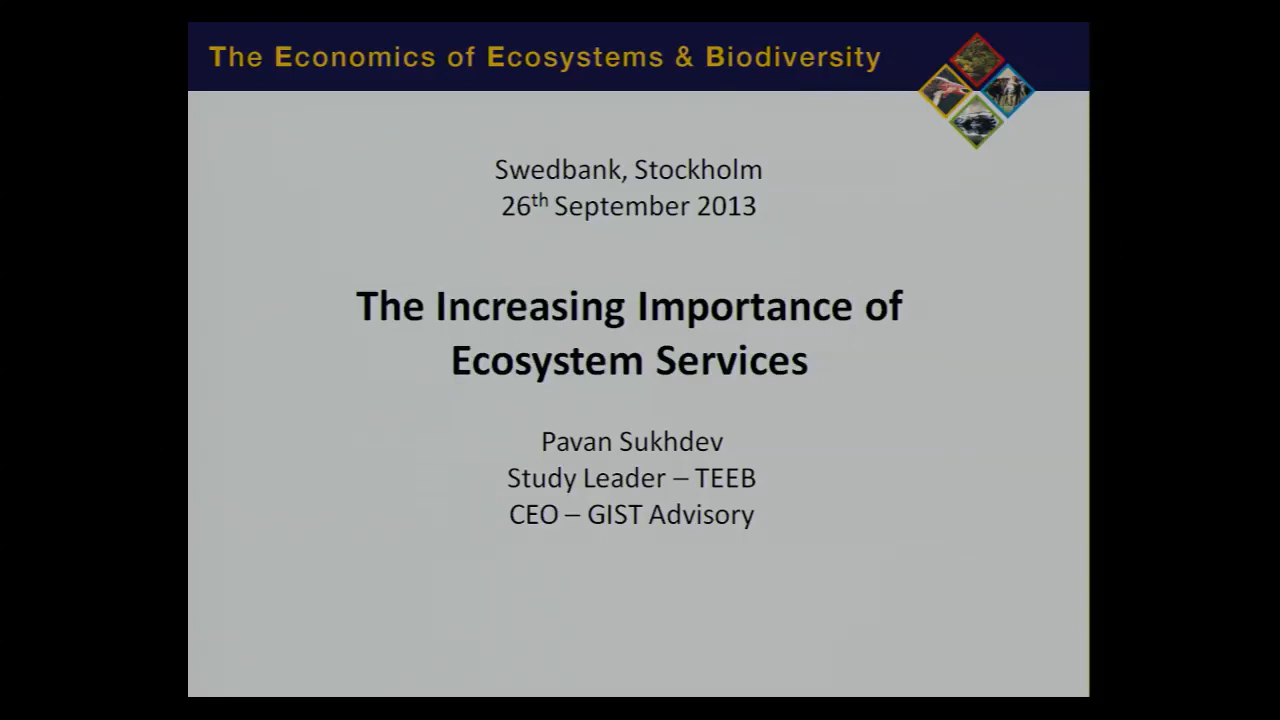 The Economics of Ecosystems & Biodiversity
Swedbank, Stockholm
26th September 2013
The Increasing Importance of
Ecosystem Services
Pavan Sukhdev
Study Leader – TEEB
CEO – GIST Advisory